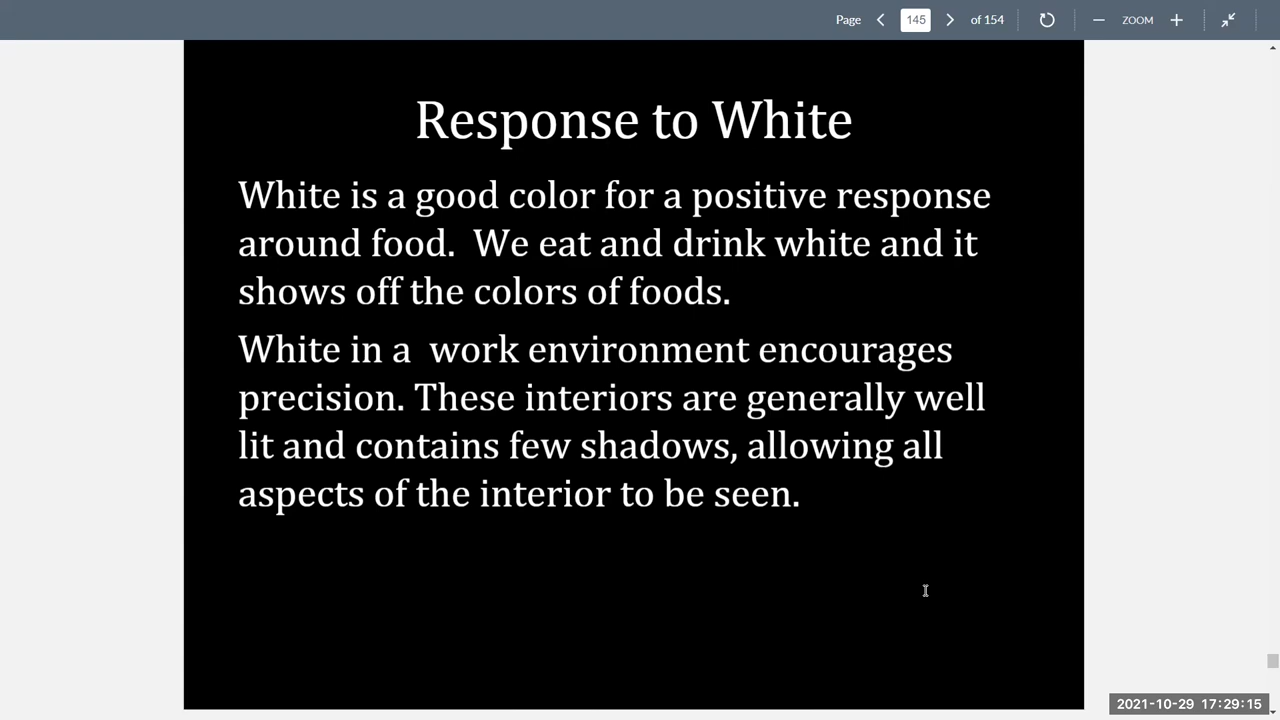 Page 145 of 154 ZOOM
Response to White
White is a good color for a positive response
around food.  We eat and drink white and it
shows off the colors of foods.
White in a  work environment encourages
precision. These interiors are generally well
lit and contains few shadows, allowing all
aspects of the interior to be seen.
2021-10-29 17:29:15